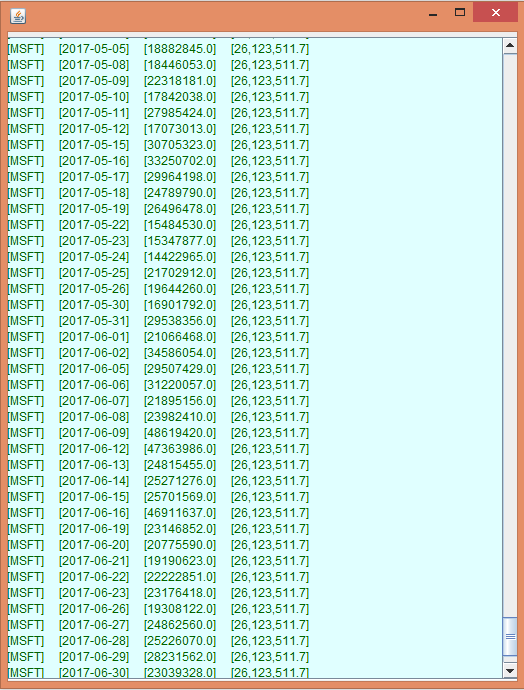 [MSFT] [2017-05-05] [18882845.0] [26,123,511.7]
[MSFT] [2017-05-08] [18446053.0] [26,123,511.7]
[MSFT] [2017-05-09] [22318181.0] [26,123,511.7]
[MSFT] [2017-05-10] [17842038.0] [26,123,511.7]
[MSFT] [2017-05-11] [27985424.0] [26,123,511.7]
[MSFT] [2017-05-12] [17073013.0] [26,123,511.7]
[MSFT] [2017-05-15] [30705323.0] [26,123,511.7]
[MSFT] [2017-05-16] [33250702.0] [26,123,511.7]
[MSFT] [2017-05-17] [29964198.0] [26,123,511.7]
[MSFT] [2017-05-18] [24789790.0] [26,123,511.7]
[MSFT] [2017-05-19] [26496478.0] [26,123,511.7]
[MSFT] [2017-05-22] [15484530.0] [26,123,511.7]
[MSFT] [2017-05-23] [15347877.0] [26,123,511.7]
[MSFT] [2017-05-24] [14422965.0] [26,123,511.7]
[MSFT] [2017-05-25] [21702912.0] [26,123,511.7]
[MSFT] [2017-05-26] [19644260.0] [26,123,511.7]
[MSFT] [2017-05-30] [16901792.0] [26,123,511.7]
[MSFT] [2017-05-31] [29538356.0] [26,123,511.7]
[MSFT] [2017-06-01] [21066468.0] [26,123,511.7]
[MSFT] [2017-06-02] [34586054.0] [26,123,511.7]
[MSFT] [2017-06-05] [29507429.0] [26,123,511.7]
[MSFT] [2017-06-06] [31220057.0] [26,123,511.7]
[MSFT] [2017-06-07] [21895156.0] [26,123,511.7]
[MSFT] [2017-06-08] [23982410.0] [26,123,511.7]
[MSFT] [2017-06-09] [48619420.0] [26,123,511.7]
[MSFT] [2017-06-12] [47363986.0] [26,123,511.7]
[MSFT] [2017-06-13] [24815455.0] [26,123,511.7]
[MSFT] [2017-06-14] [25271276.0] [26,123,511.7]
[MSFT] [2017-06-15] [25701569.0] [26,123,511.7]
[MSFT] [2017-06-16] [46911637.0] [26,123,511.7]
[MSFT] [2017-06-19] [23146852.0] [26,123,511.7]
[MSFT] [2017-06-20] [20775590.0] [26,123,511.7]
[MSFT] [2017-06-21] [19190623.0] [26,123,511.7]
[MSFT] [2017-06-22] [22222851.0] [26,123,511.7]
[MSFT] [2017-06-23] [23176418.0] [26,123,511.7]
[MSFT] [2017-06-26] [19308122.0] [26,123,511.7]
[MSFT] [2017-06-27] [24862560.0] [26,123,511.7]
[MSFT] [2017-06-28] [25226070.0] [26,123,511.7]
[MSFT] [2017-06-29] [28231562.0] [26,123,511.7]
[MSFT] [2017-06-30] [23039328.0] [26,123,511.7]